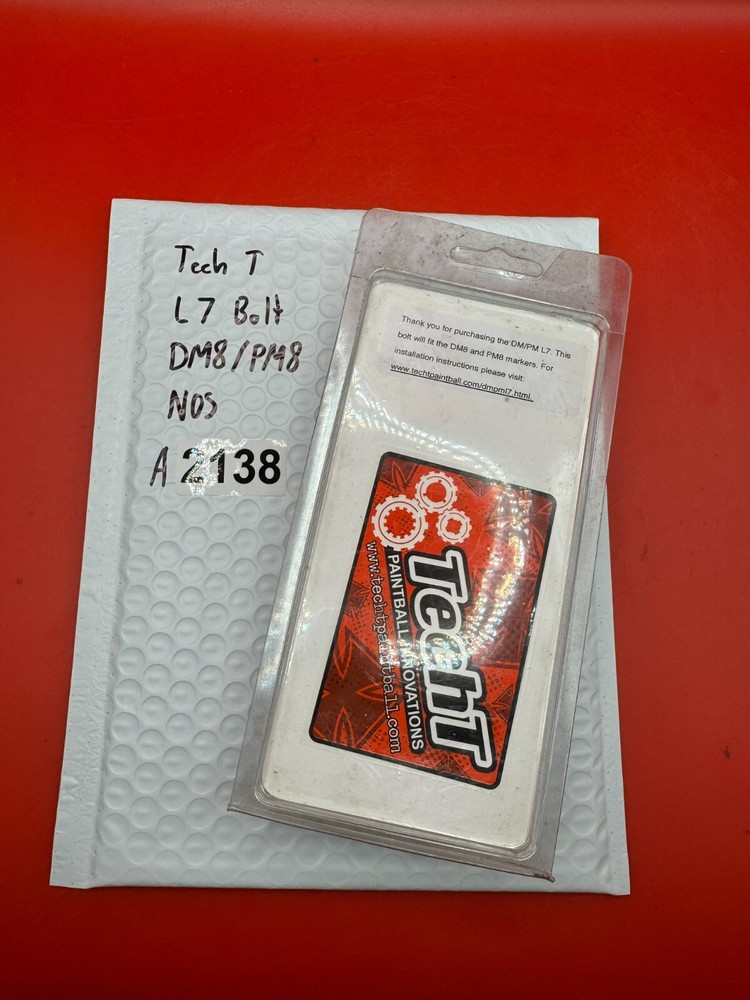 Tech T
L7 Bolt
DM8/PM8
NOS
A 2138
Thank you for purchasing the DM/PM L7. This
bolt will fit the DM8 and PM8 markers. For
installation instructions please visit:
www.techtpaintball.com/dmpml7.html.
TechT
PAINTBALL INNOVATIONS
www.techtpaintball.com